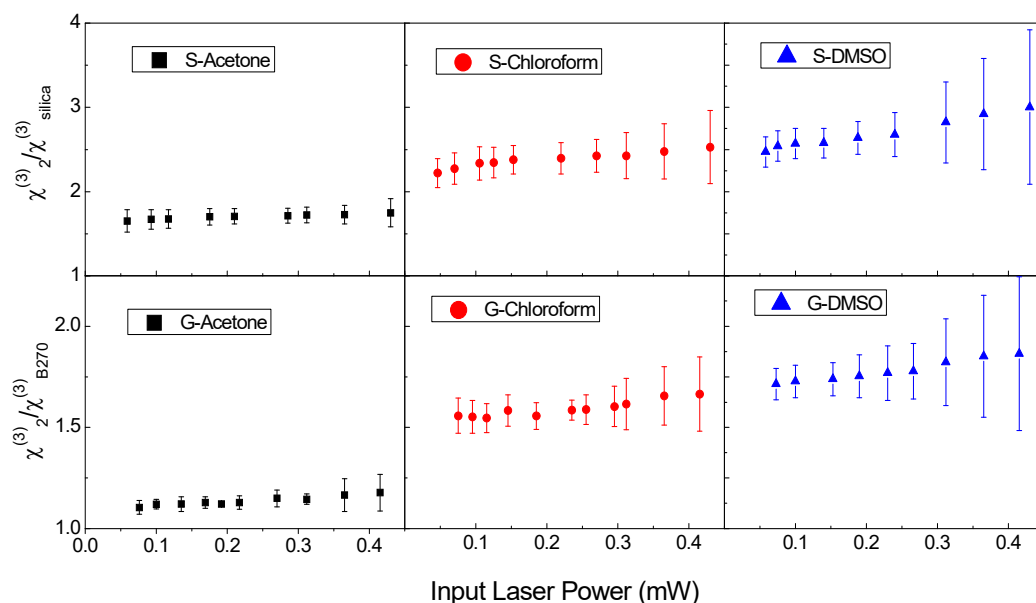 4
3
2
1
χ(3)2/χ(3)silica
S-Acetone
S-Chloroform
S-DMSO
2.0
1.5
1.0
χ(3)2/χ(3)B270
G-Acetone
G-Chloroform
G-DMSO
0.0 0.1 0.2 0.3 0.4 0.1 0.2 0.3 0.4 0.1 0.2 0.3 0.4
Input Laser Power (mW)